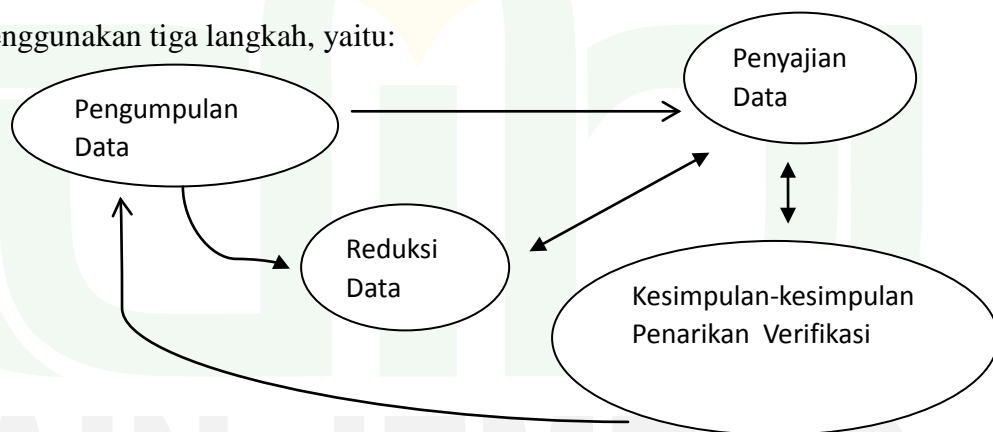 enggunakan tiga langkah, yaitu:
Penyajian
Data
Pengumpulan
Data
Reduksi
Data
Kesimpulan-kesimpulan
Penarikan Verifikasi